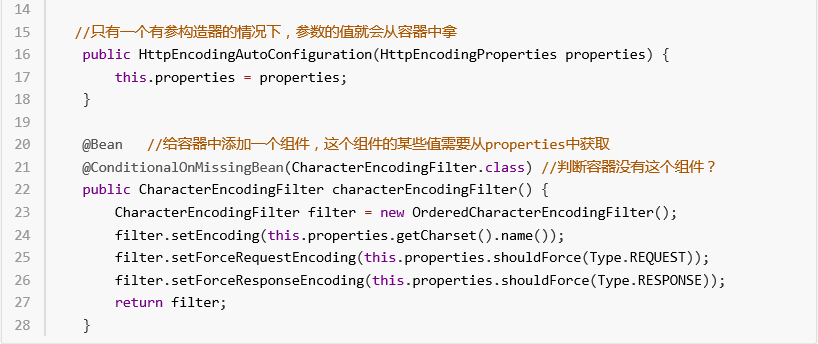 14
15 //只有一个有参构造器的情况下，参数的值就会从容器中拿
16 public HttpEncodingAutoConfiguration(HttpEncodingProperties properties) {
17 this.properties = properties;
18 }
19
20 @Bean //给容器中添加一个组件，这个组件的某些值需要从properties中获取
21 @ConditionalOnMissingBean(CharacterEncodingFilter.class) //判断容器没有这个组件？
22 public CharacterEncodingFilter characterEncodingFilter() {
23 CharacterEncodingFilter filter = new OrderedCharacterEncodingFilter();
24 filter.setEncoding(this.properties.getCharset().name());
25 filter.setForceRequestEncoding(this.properties.shouldForce(Type.REQUEST));
26 filter.setForceResponseEncoding(this.properties.shouldForce(Type.RESPONSE));
27 return filter;
28 }